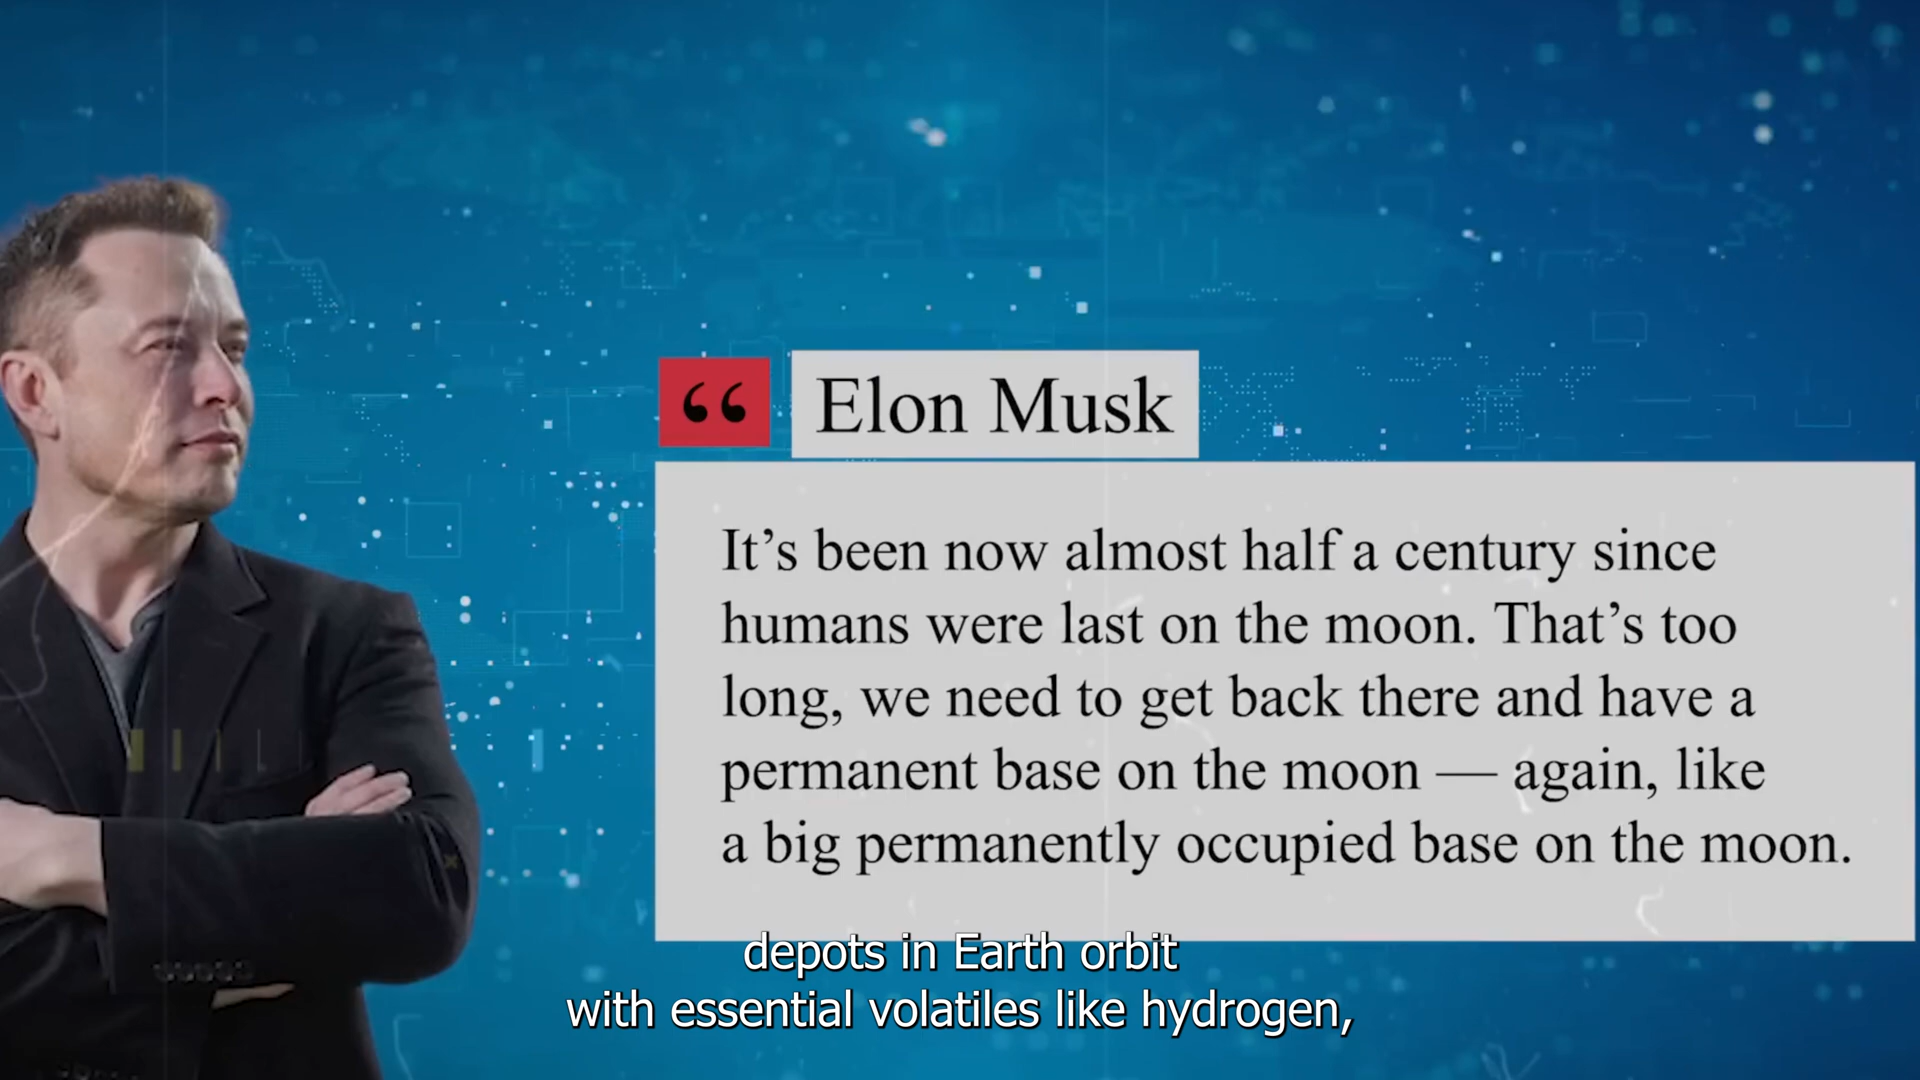 “ Elon Musk
It’s been now almost half a century since
humans were last on the moon. That’s too
long, we need to get back there and have a
permanent base on the moon — again, like
a big permanently occupied base on the moon.
depots in Earth orbit
with essential volatiles like hydrogen,